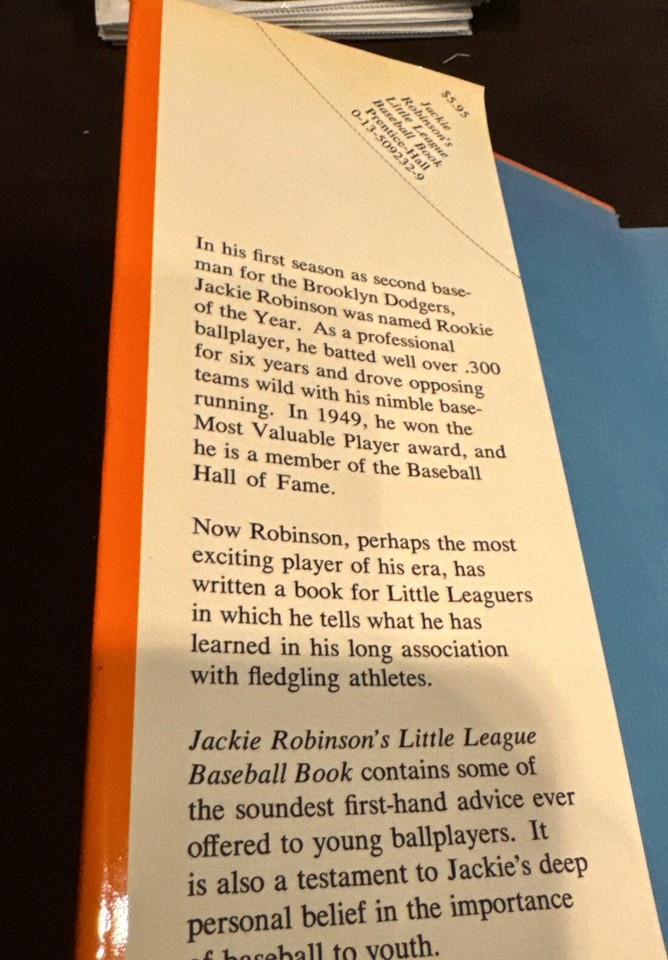 $5.95
Jackie
Robinson's
Little League
Baseball Book
Prentice-Hall
0-13-509232-9
In his first season as second base-
man for the Brooklyn Dodgers,
Jackie Robinson was named Rookie
of the Year. As a professional
ballplayer, he batted well over .300
for six years and drove opposing
teams wild with his nimble base-
running. In 1949, he won the
Most Valuable Player award, and
he is a member of the Baseball
Hall of Fame.
Now Robinson, perhaps the most
exciting player of his era, has
written a book for Little Leaguers
in which he tells what he has
learned in his long association
with fledgling athletes.
Jackie Robinson's Little League
Baseball Book contains some of
the soundest first-hand advice ever
offered to young ballplayers. It
is also a testament to Jackie's deep
personal belief in the importance
of baseball to youth.